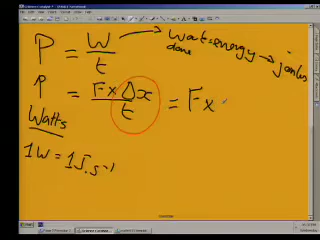 P = W/t → Work=energy → joules
done
P = F x Δx / t = F x
Watts
1W = 1J.s⁻¹